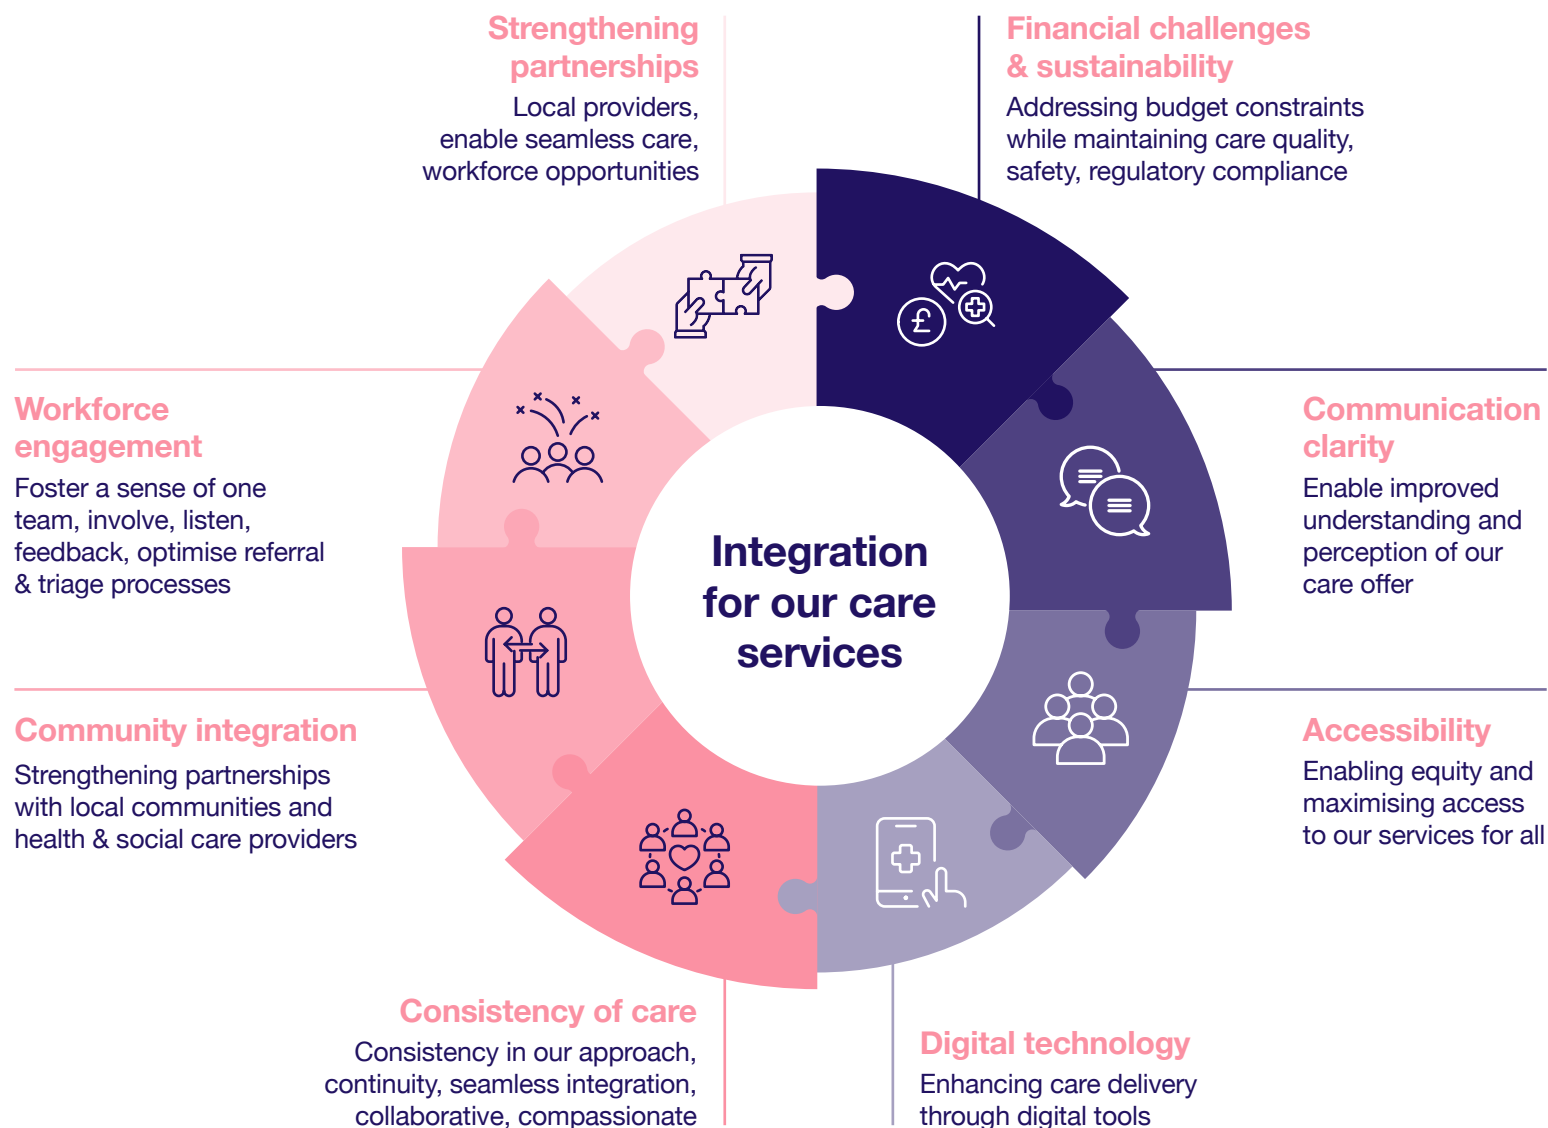 Strengthening
partnerships
Local providers,
enable seamless care,
workforce opportunities
Financial challenges
& sustainability
Addressing budget constraints
while maintaining care quality,
safety, regulatory compliance
Workforce
engagement
Foster a sense of one
team, involve, listen,
feedback, optimise referral
& triage processes
Communication
clarity
Enable improved
understanding and
perception of our
care offer
£
Integration
for our care
services
Community integration
Strengthening partnerships
with local communities and
health & social care providers
Accessibility
Enabling equity and
maximising access
to our services for all
Consistency of care
Consistency in our approach,
continuity, seamless integration,
collaborative, compassionate
Digital technology
Enhancing care delivery
through digital tools